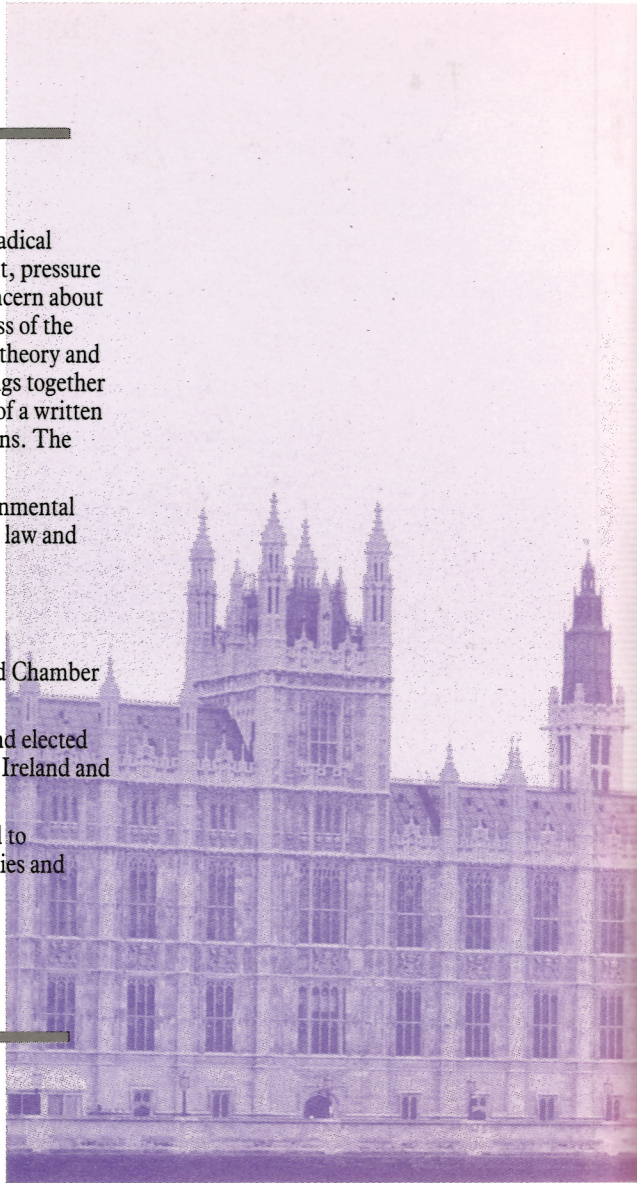 adical
t, pressure
ncern about
ss of the
theory and
gs together
of a written
ns. The
nmental
law and
d Chamber
nd elected
Ireland and
l to
ies and